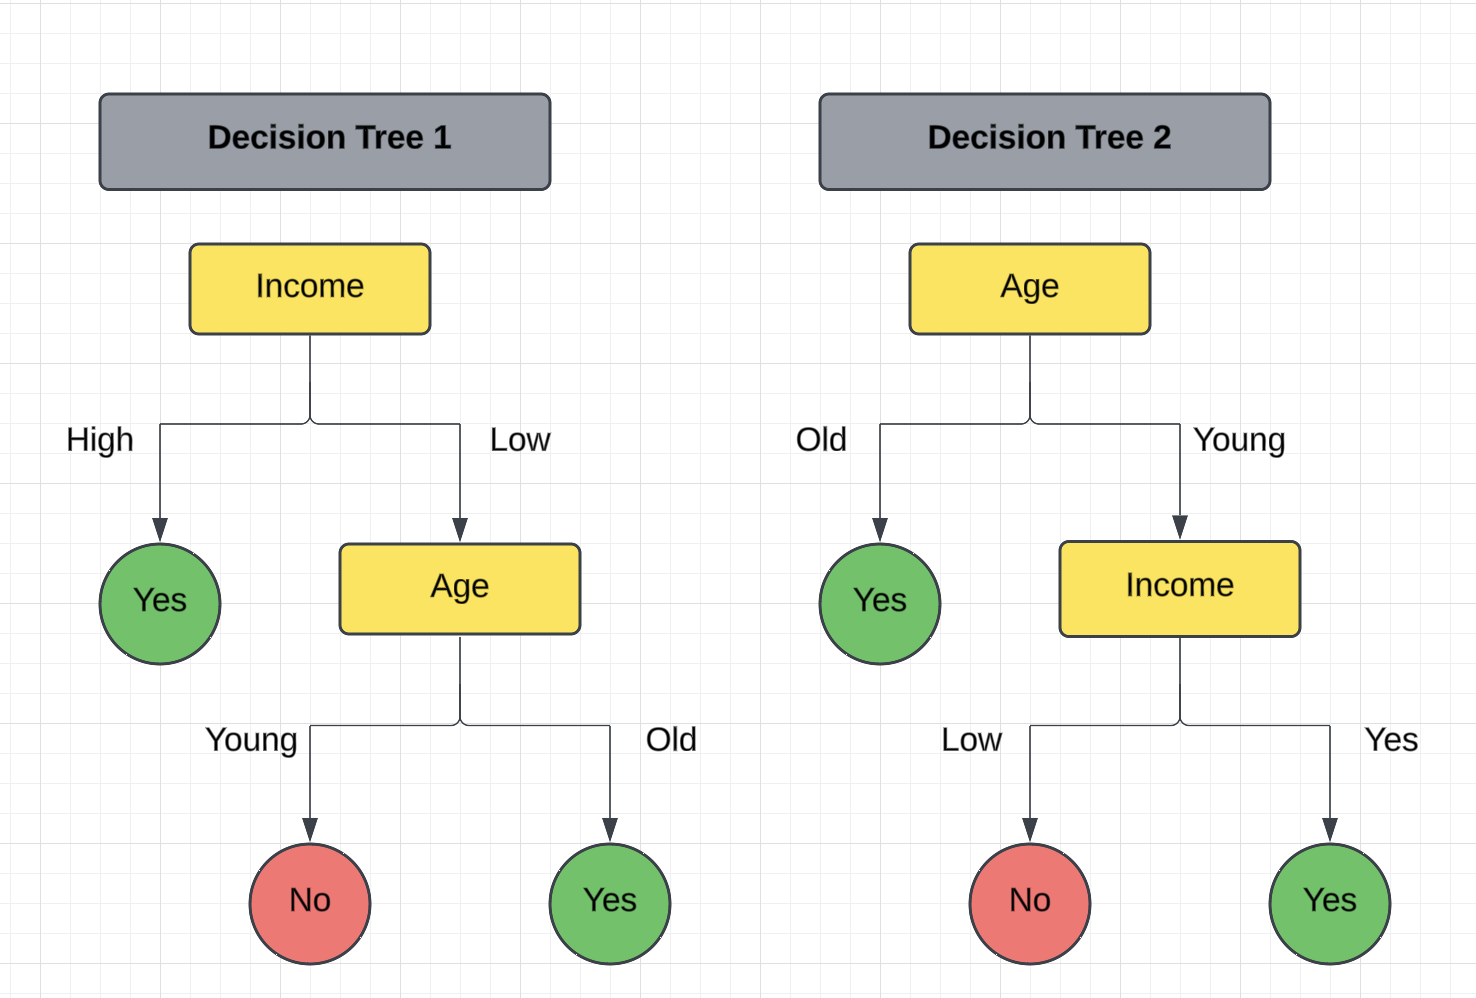 Decision Tree 1
Decision Tree 2
Income
Age
High
Low
Old
Young
Yes
Age
Yes
Income
Young
Old
Low
Yes
No
Yes
No
Yes